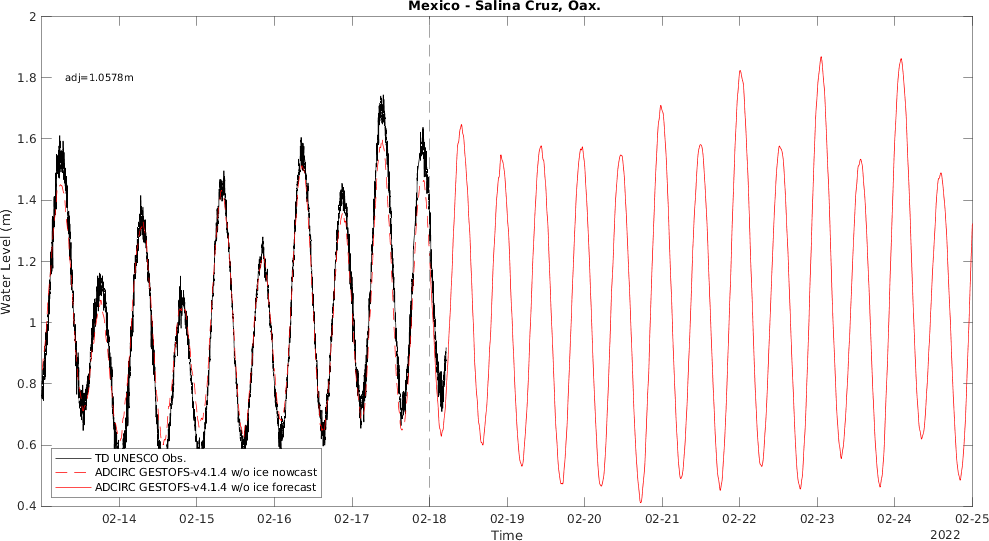 Mexico - Salina Cruz, Oax.
2
1.8
1.6
1.4
1.2
1
0.8
0.6
0.4
Water Level (m)
adj=1.0578m
TD UNESCO Obs.
ADCIRC GESTOFS-v4.1.4 w/o ice nowcast
ADCIRC GESTOFS-v4.1.4 w/o ice forecast
02-14 02-15 02-16 02-17 02-18 02-19 02-20 02-21 02-22 02-23 02-24 02-25
Time
2022